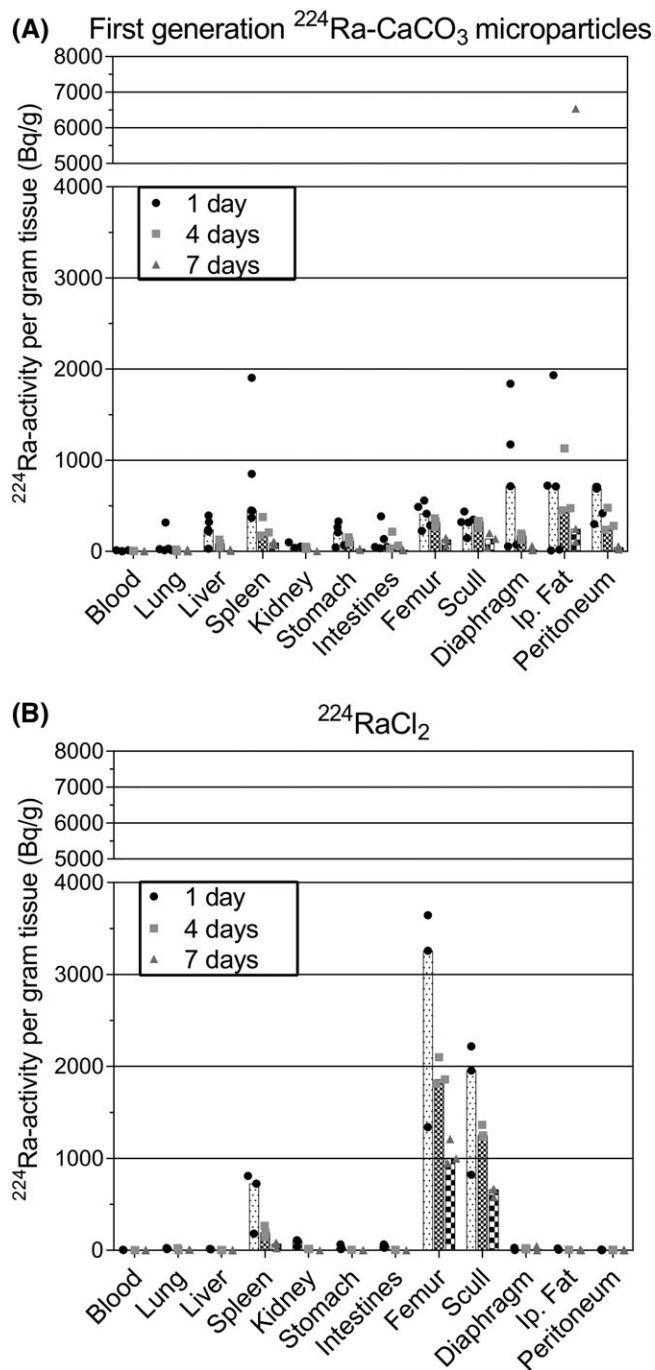 (A) First generation ²²⁴Ra-CaCO₃ microparticles
²²⁴Ra-activity per gram tissue (Bq/g)
8000
7000
6000
5000
4000
3000
2000
1000
0
1 day
4 days
7 days
Blood
Lung
Liver
Spleen
Kidney
Stomach
Intestines
Femur
Scull
Diaphragm
Ip. Fat
Peritoneum
(B) ²²⁴RaCl₂
²²⁴Ra-activity per gram tissue (Bq/g)
8000
7000
6000
5000
4000
3000
2000
1000
0
1 day
4 days
7 days
Blood
Lung
Liver
Spleen
Kidney
Stomach
Intestines
Femur
Scull
Diaphragm
Ip. Fat
Peritoneum